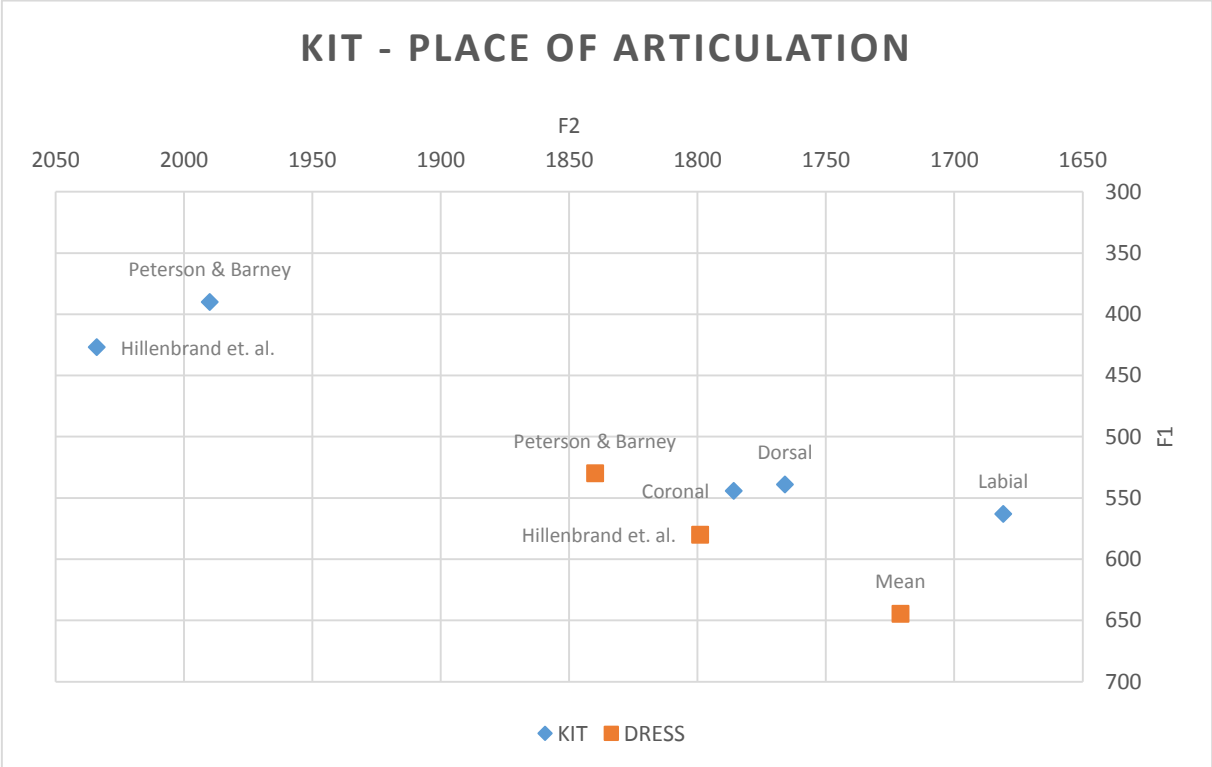 KIT - PLACE OF ARTICULATION
F2
2050 2000 1950 1900 1850 1800 1750 1700 1650
300
350
400
450
500
550
600
650
700
F1
Peterson & Barney
Hillenbrand et. al.
Peterson & Barney
Dorsal
Coronal
Labial
Hillenbrand et. al.
Mean
KIT DRESS